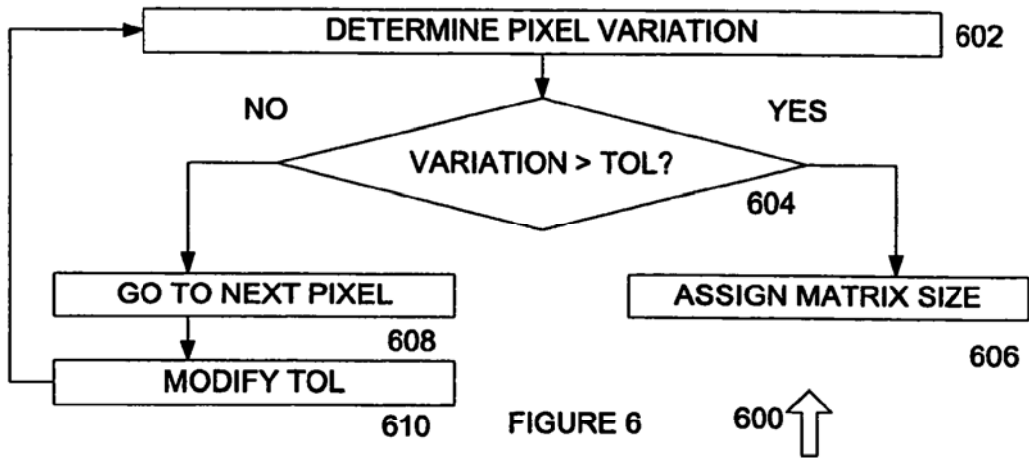 DETERMINE PIXEL VARIATION
602
NO
YES
VARIATION > TOL?
604
GO TO NEXT PIXEL
608
ASSIGN MATRIX SIZE
606
MODIFY TOL
610
FIGURE 6
600